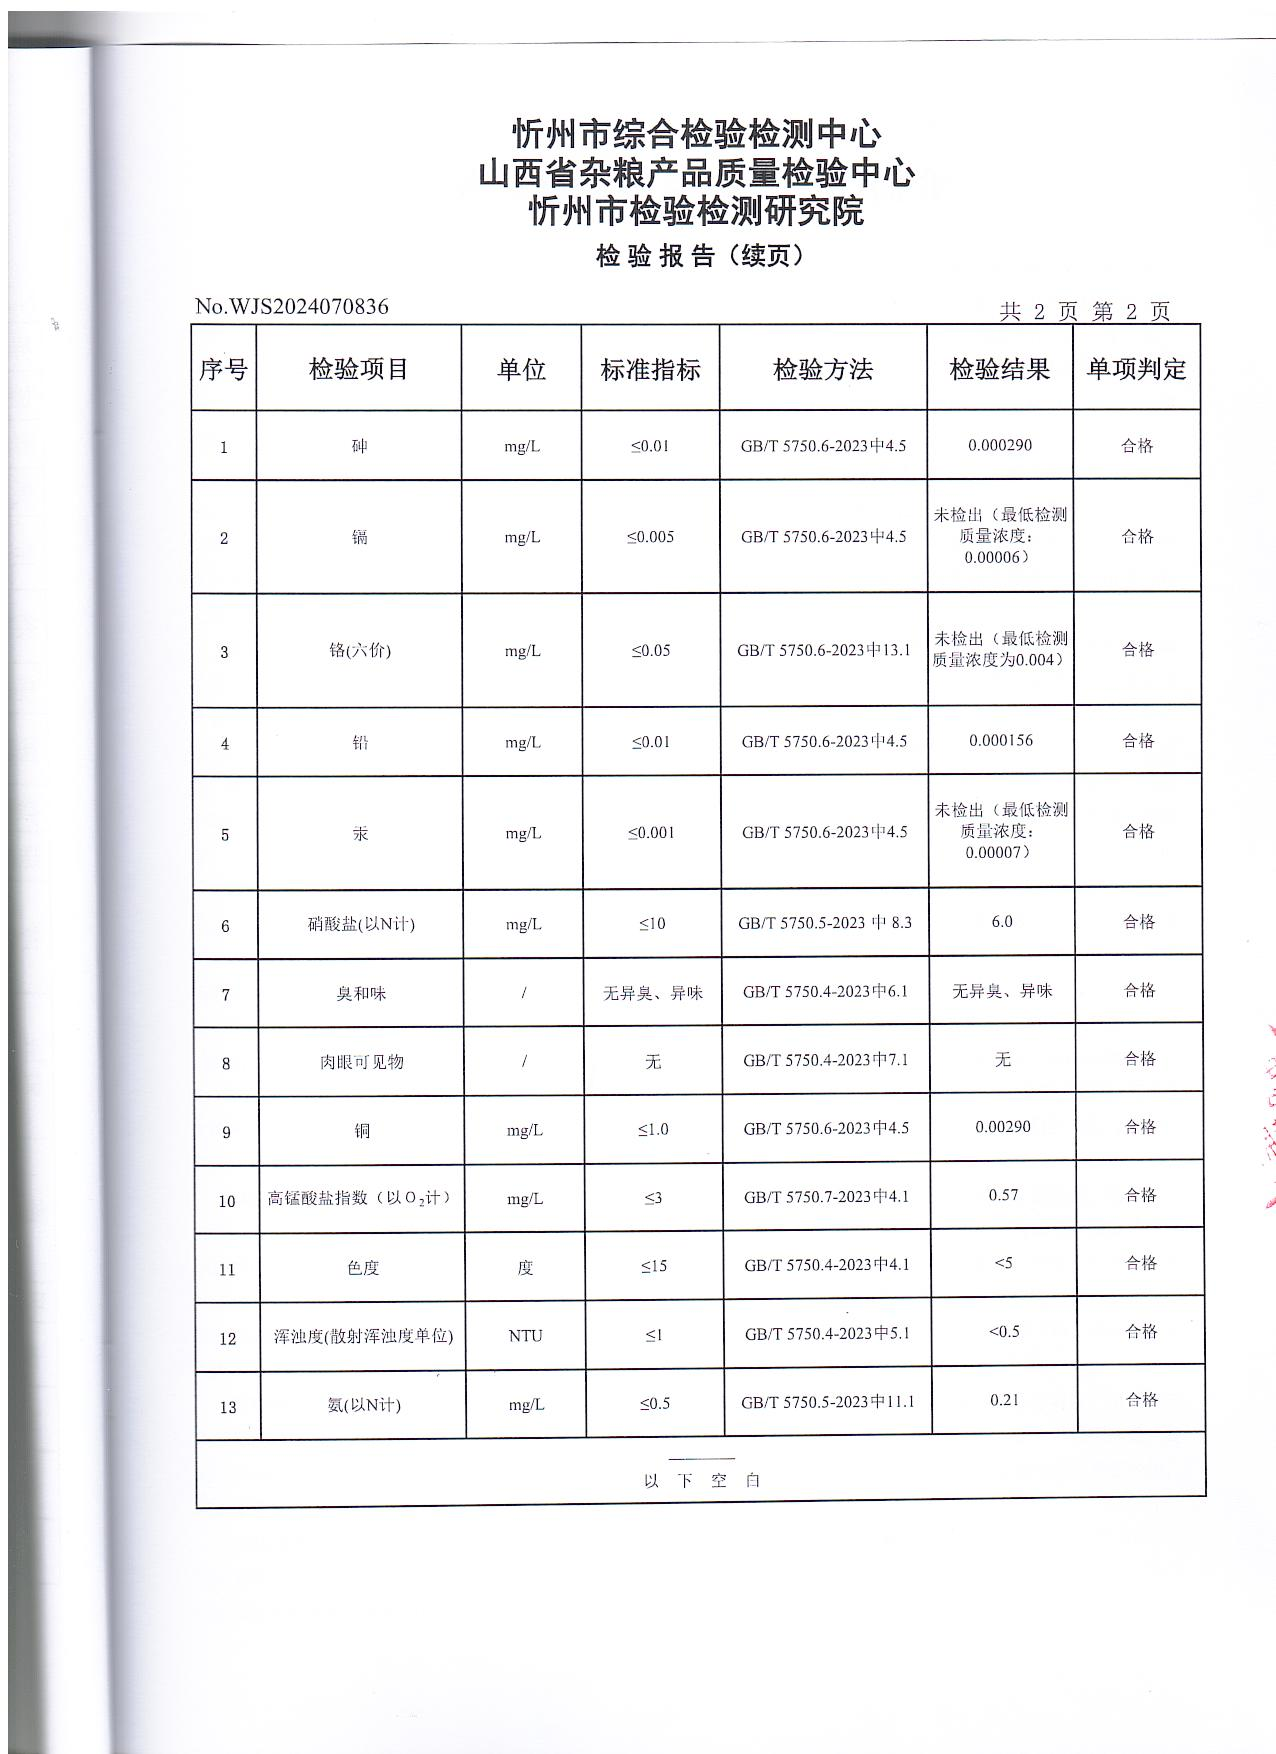 忻州市综合检验检测中心
山西省杂粮产品质量检验中心
忻州市检验检测研究院
检验报告（续页）
No.WJS2024070836 共 2 页 第 2 页
序号 检验项目 单位 标准指标 检验方法 检验结果 单项判定
1 砷 mg/L ≤0.01 GB/T 5750.6-2023中4.5 0.000290 合格
2 镉 mg/L ≤0.005 GB/T 5750.6-2023中4.5 未检出（最低检测
质量浓度：
0.00006） 合格
3 铬(六价) mg/L ≤0.05 GB/T 5750.6-2023中13.1 未检出（最低检测
质量浓度为0.004） 合格
4 铅 mg/L ≤0.01 GB/T 5750.6-2023中4.5 0.000156 合格
5 汞 mg/L ≤0.001 GB/T 5750.6-2023中4.5 未检出（最低检测
质量浓度：
0.00007） 合格
6 硝酸盐(以N计) mg/L ≤10 GB/T 5750.5-2023 中 8.3 6.0 合格
7 臭和味 / 无异臭、异味 GB/T 5750.4-2023中6.1 无异臭、异味 合格
8 肉眼可见物 / 无 GB/T 5750.4-2023中7.1 无 合格
9 铜 mg/L ≤1.0 GB/T 5750.6-2023中4.5 0.00290 合格
10 高锰酸盐指数（以O₂计） mg/L ≤3 GB/T 5750.7-2023中4.1 0.57 合格
11 色度 度 ≤15 GB/T 5750.4-2023中4.1 <5 合格
12 浑浊度(散射浑浊度单位) NTU ≤1 GB/T 5750.4-2023中5.1 <0.5 合格
13 氨(以N计) mg/L ≤0.5 GB/T 5750.5-2023中11.1 0.21 合格
以下空白